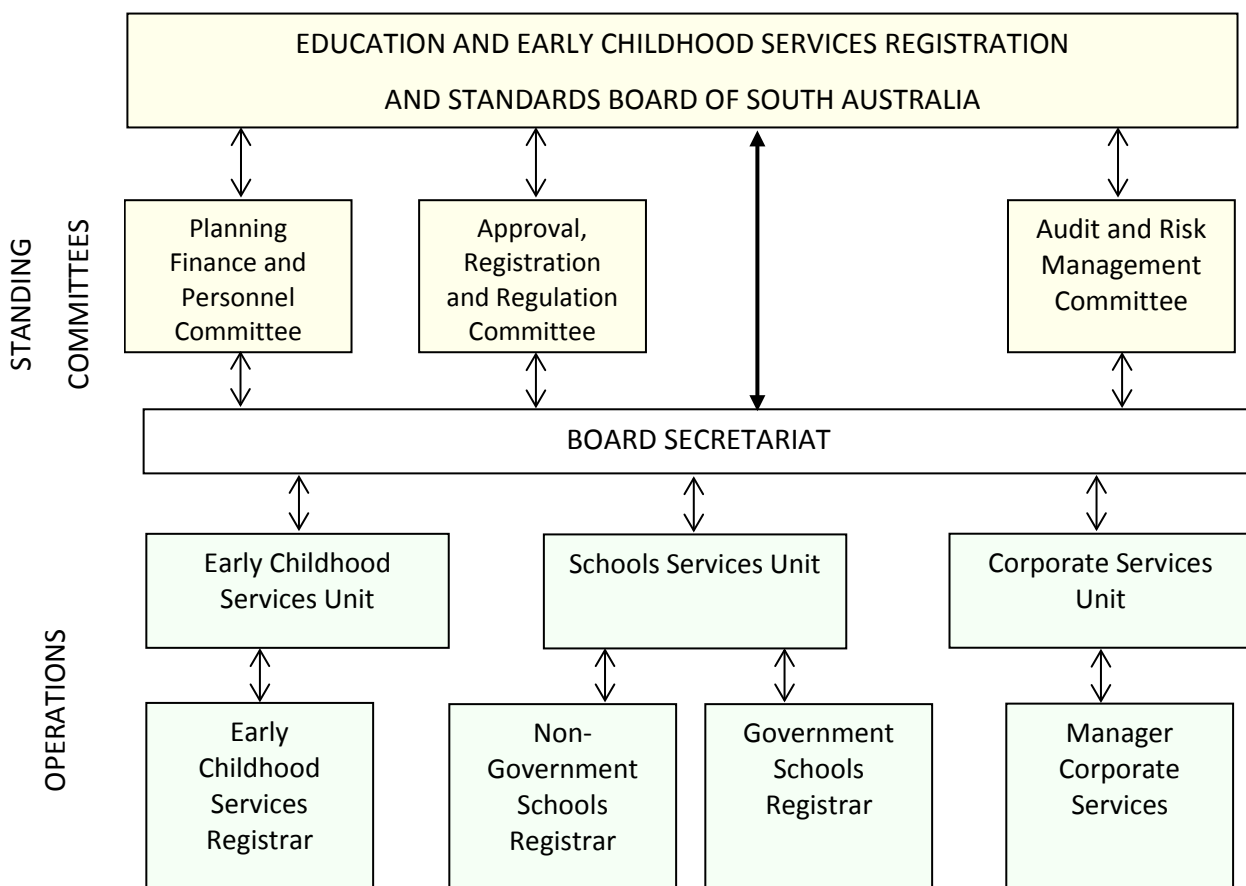 EDUCATION AND EARLY CHILDHOOD SERVICES REGISTRATION
AND STANDARDS BOARD OF SOUTH AUSTRALIA
STANDING
COMMITTEES
Planning
Finance and
Personnel
Committee
Approval,
Registration
and Regulation
Committee
Audit and Risk
Management
Committee
BOARD SECRETARIAT
OPERATIONS
Early Childhood
Services Unit
Schools Services Unit
Corporate Services
Unit
Early
Childhood
Services
Registrar
Non-
Government
Schools
Registrar
Government
Schools
Registrar
Manager
Corporate
Services